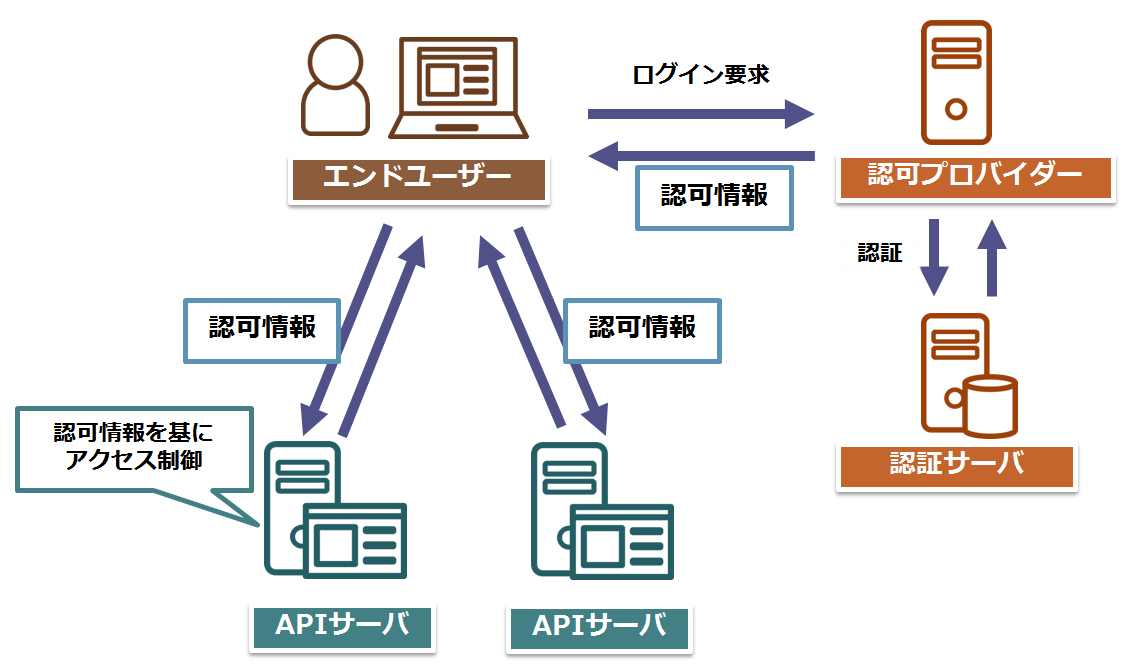 ログイン要求
エンドユーザー
認可プロバイダー
認可情報
認証
認可情報
認可情報
認可情報を基に
アクセス制御
認証サーバ
APIサーバ
APIサーバ